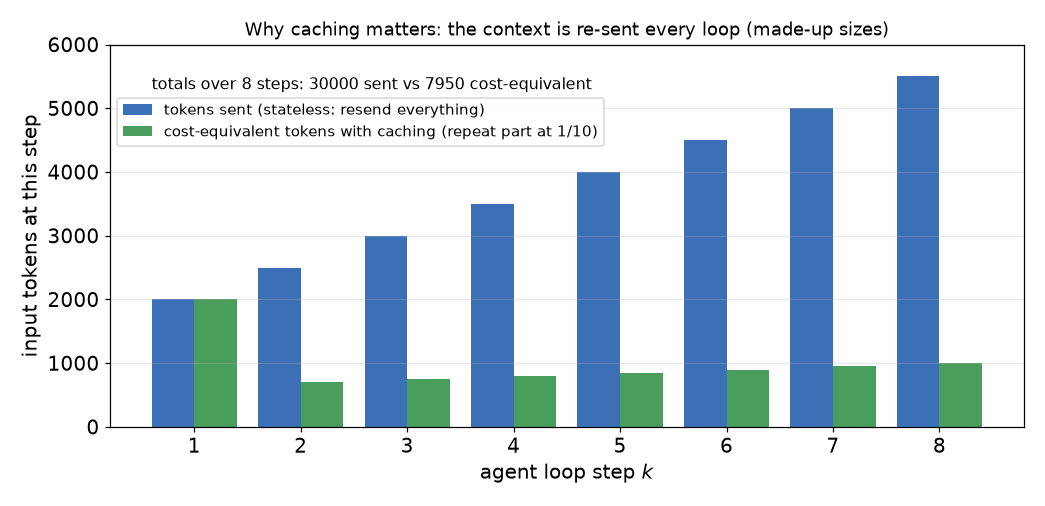 Why caching matters: the context is re-sent every loop (made-up sizes)
totals over 8 steps: 30000 sent vs 7950 cost-equivalent
tokens sent (stateless: resend everything)
cost-equivalent tokens with caching (repeat part at 1/10)
input tokens at this step
6000
5000
4000
3000
2000
1000
0
1 2 3 4 5 6 7 8
agent loop step k